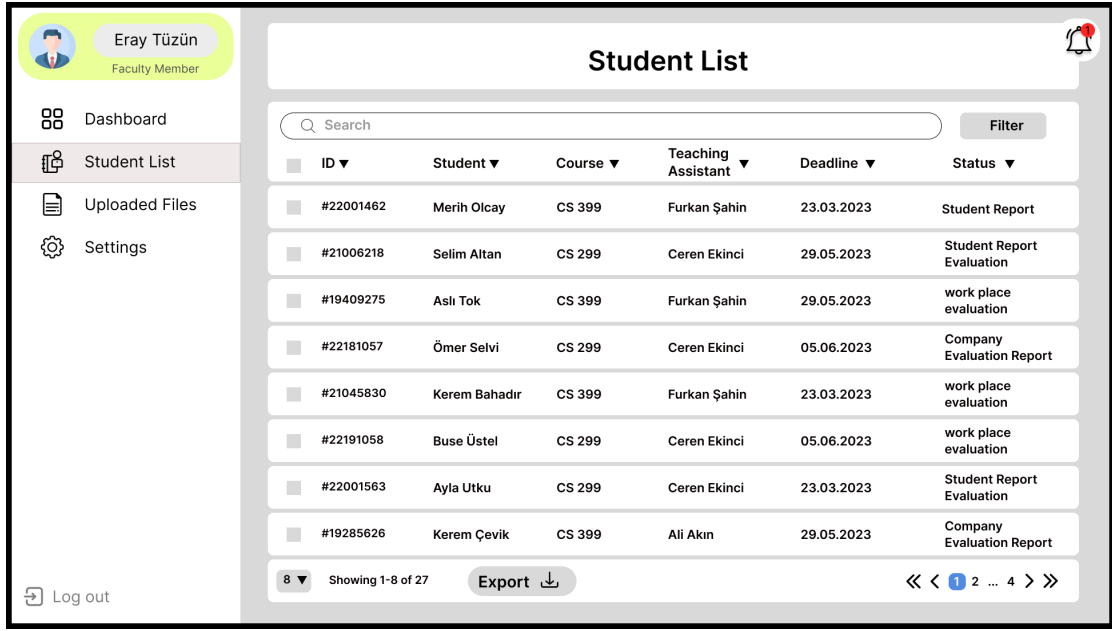 Eray Tüzün
Faculty Member
Dashboard
Student List
Uploaded Files
Settings
Log out
1
Student List
Search
Filter
ID ▼ Student ▼ Course ▼ Teaching Assistant ▼ Deadline ▼ Status ▼
#22001462 Merih Olcay CS 399 Furkan Şahin 23.03.2023 Student Report
#21006218 Selim Altan CS 299 Ceren Ekinci 29.05.2023 Student Report Evaluation
#19409275 Aslı Tok CS 399 Furkan Şahin 29.05.2023 work place evaluation
#22181057 Ömer Selvi CS 299 Ceren Ekinci 05.06.2023 Company Evaluation Report
#21045830 Kerem Bahadır CS 399 Furkan Şahin 23.03.2023 work place evaluation
#22191058 Buse Üstel CS 299 Ceren Ekinci 05.06.2023 work place evaluation
#22001563 Ayla Utku CS 299 Ceren Ekinci 23.03.2023 Student Report Evaluation
#19285626 Kerem Çevik CS 399 Ali Akın 29.05.2023 Company Evaluation Report
8 ▼ Showing 1-8 of 27 Export « < 1 2 ... 4 > »